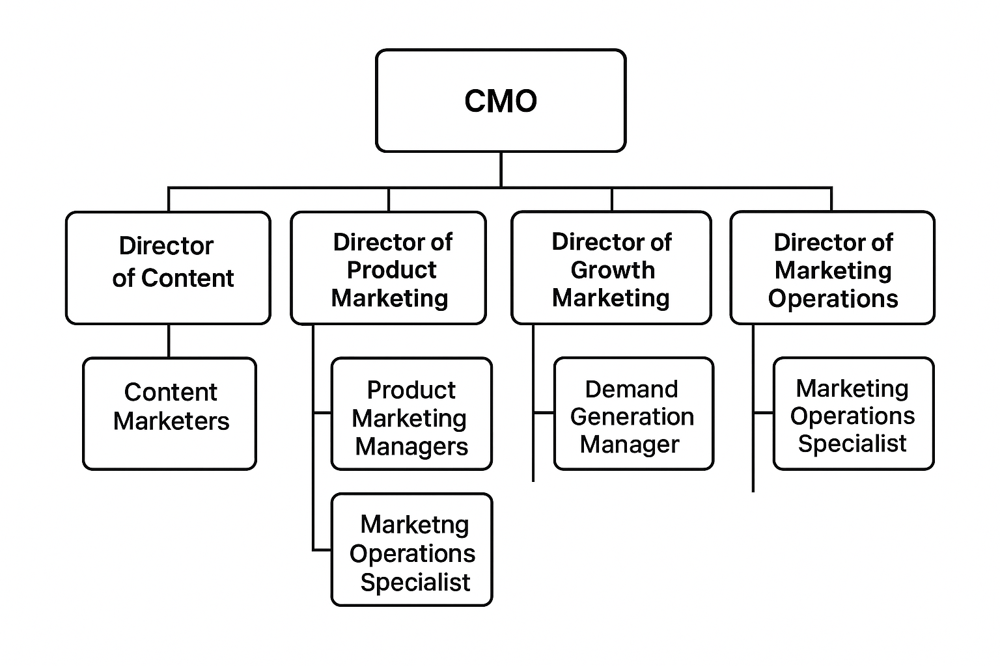 CMO
Director
of Content
Director of
Product
Marketing
Director of
Growth
Marketing
Director of
Marketing
Operations
Content
Marketers
Product
Marketing
Managers
Demand
Generation
Manager
Marketing
Operations
Specialist
Marketng
Operations
Specialist